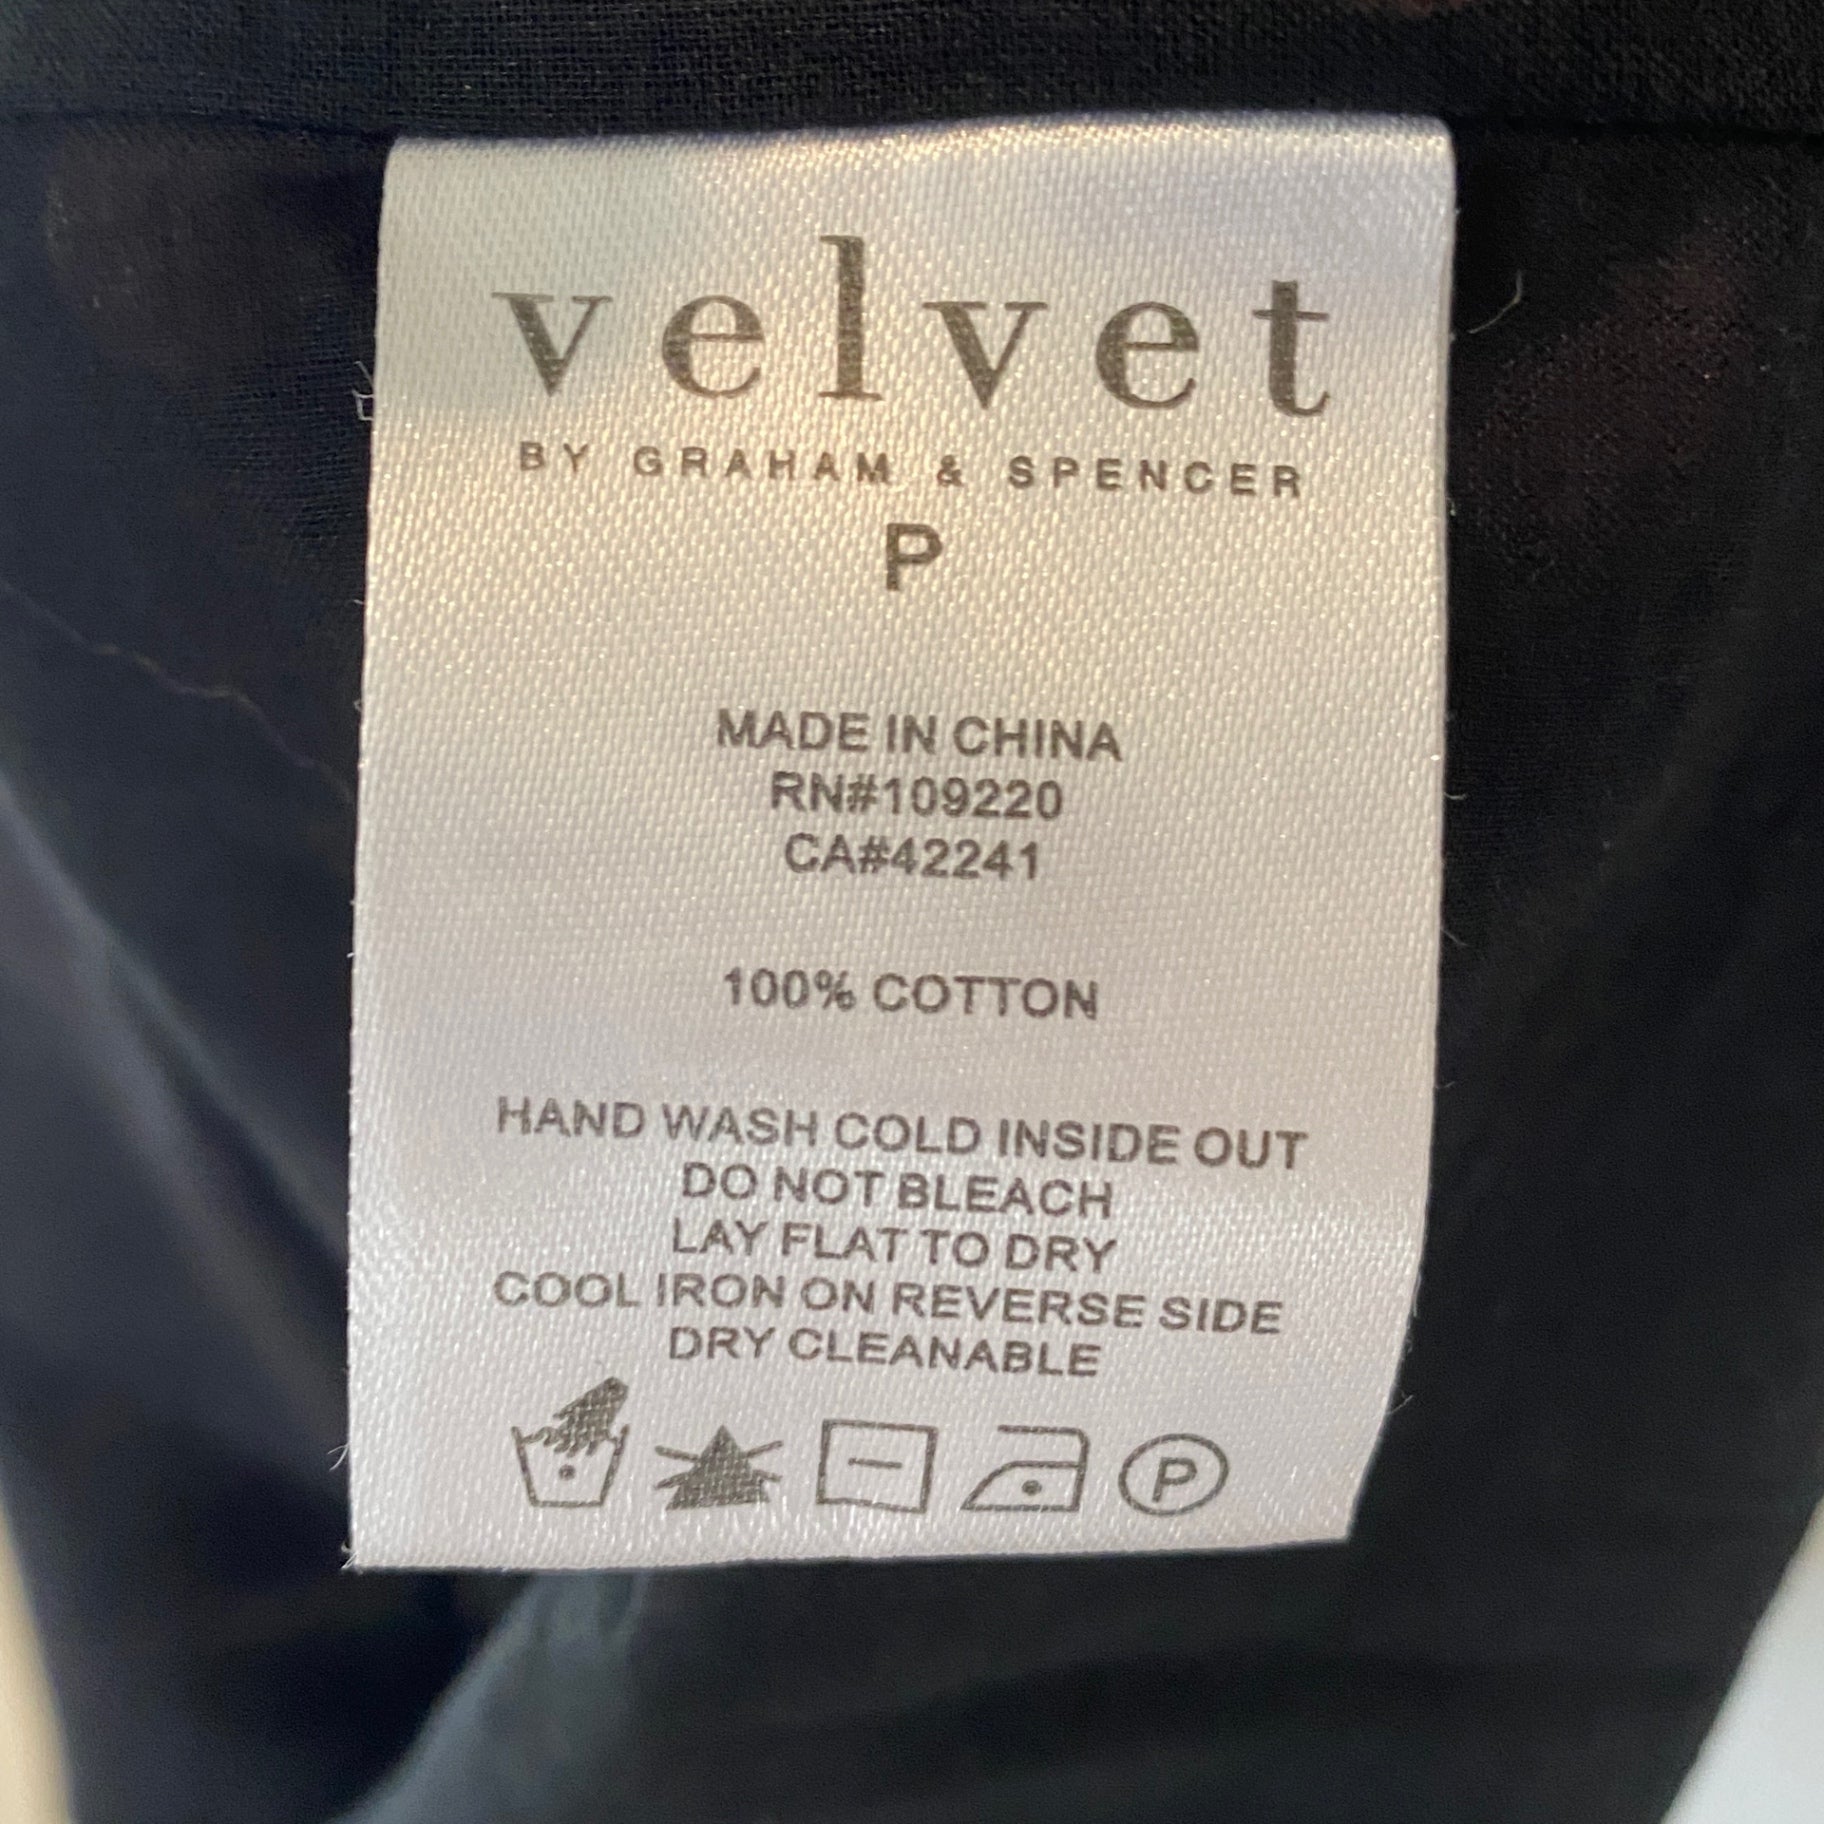 velvet
BY GRAHAM & SPENCER
P
MADE IN CHINA
RN#109220
CA#42241
100% COTTON
HAND WASH COLD INSIDE OUT
DO NOT BLEACH
LAY FLAT TO DRY
COOL IRON ON REVERSE SIDE
DRY CLEANABLE
P